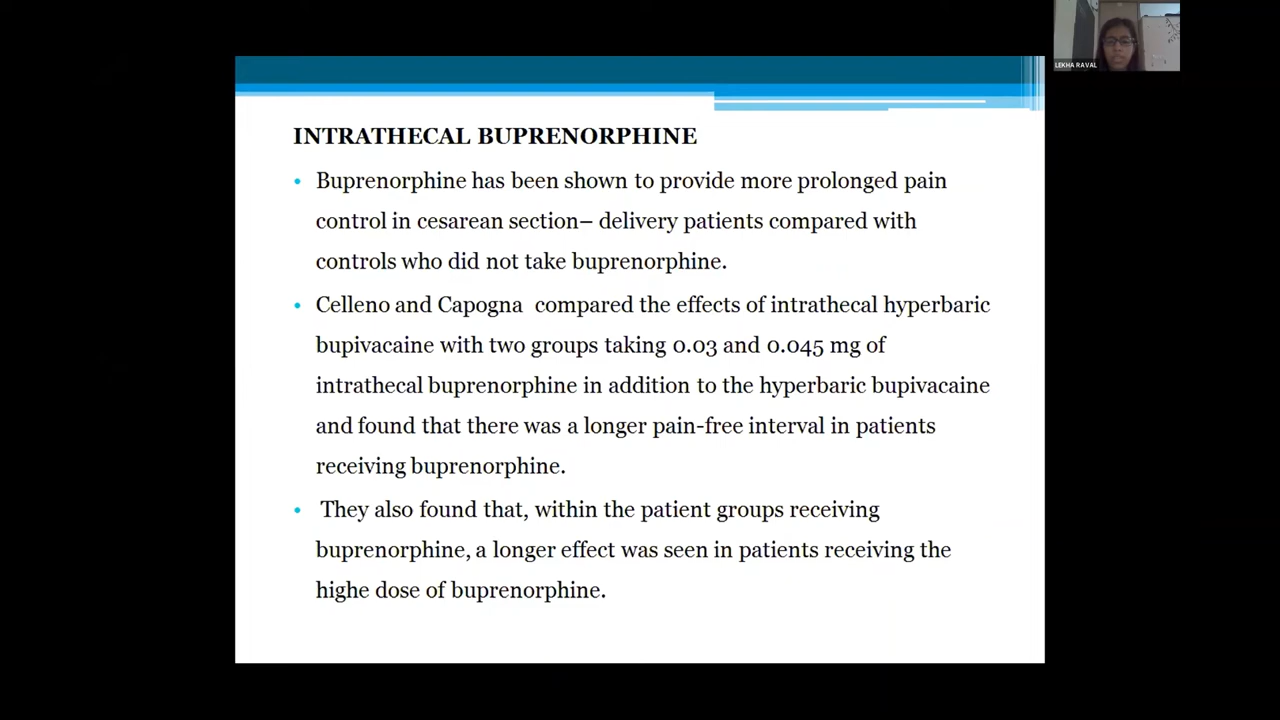 LEKHA RAVAL
INTRATHECAL BUPRENORPHINE
• Buprenorphine has been shown to provide more prolonged pain
control in cesarean section– delivery patients compared with
controls who did not take buprenorphine.
• Celleno and Capogna  compared the effects of intrathecal hyperbaric
bupivacaine with two groups taking 0.03 and 0.045 mg of
intrathecal buprenorphine in addition to the hyperbaric bupivacaine
and found that there was a longer pain-free interval in patients
receiving buprenorphine.
• They also found that, within the patient groups receiving
buprenorphine, a longer effect was seen in patients receiving the
highe dose of buprenorphine.